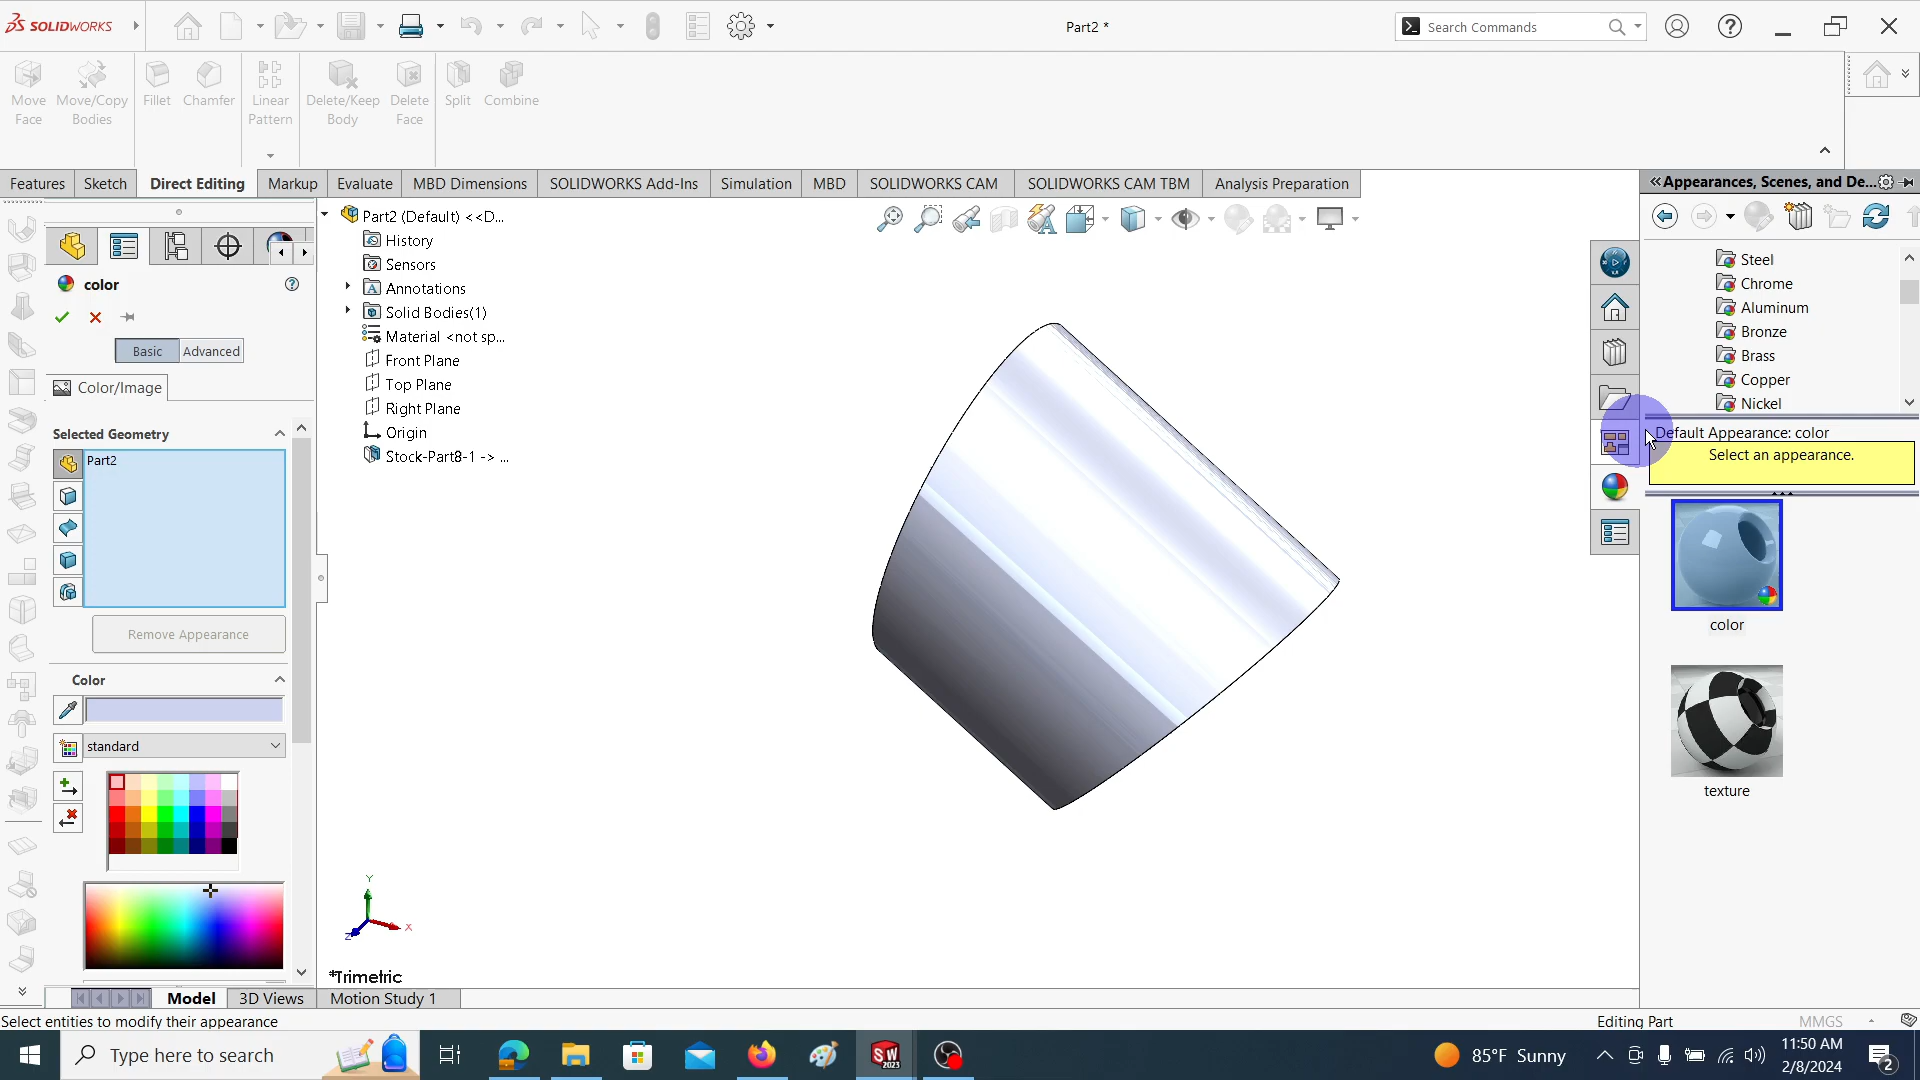 SOLIDWORKS
Part2 *
Search Commands
Move Face
Move/Copy Bodies
Fillet
Chamfer
Linear Pattern
Delete/Keep Body
Delete Face
Split
Combine
Features
Sketch
Direct Editing
Markup
Evaluate
MBD Dimensions
SOLIDWORKS Add-Ins
Simulation
MBD
SOLIDWORKS CAM
SOLIDWORKS CAM TBM
Analysis Preparation
color
Basic
Advanced
Color/Image
Selected Geometry
Part2
Remove Appearance
Color
standard
Part2 (Default) <<D...
History
Sensors
Annotations
Solid Bodies(1)
Material <not sp...
Front Plane
Top Plane
Right Plane
Origin
Stock-Part8-1 -> ...
Y
X
Z
*Trimetric
Appearances, Scenes, and De...
Steel
Chrome
Aluminum
Bronze
Brass
Copper
Nickel
Default Appearance: color
Select an appearance.
color
texture
Model
3D Views
Motion Study 1
Select entities to modify their appearance
Editing Part
MMGS
Type here to search
SW
2023
85°F Sunny
11:50 AM
2/8/2024
2